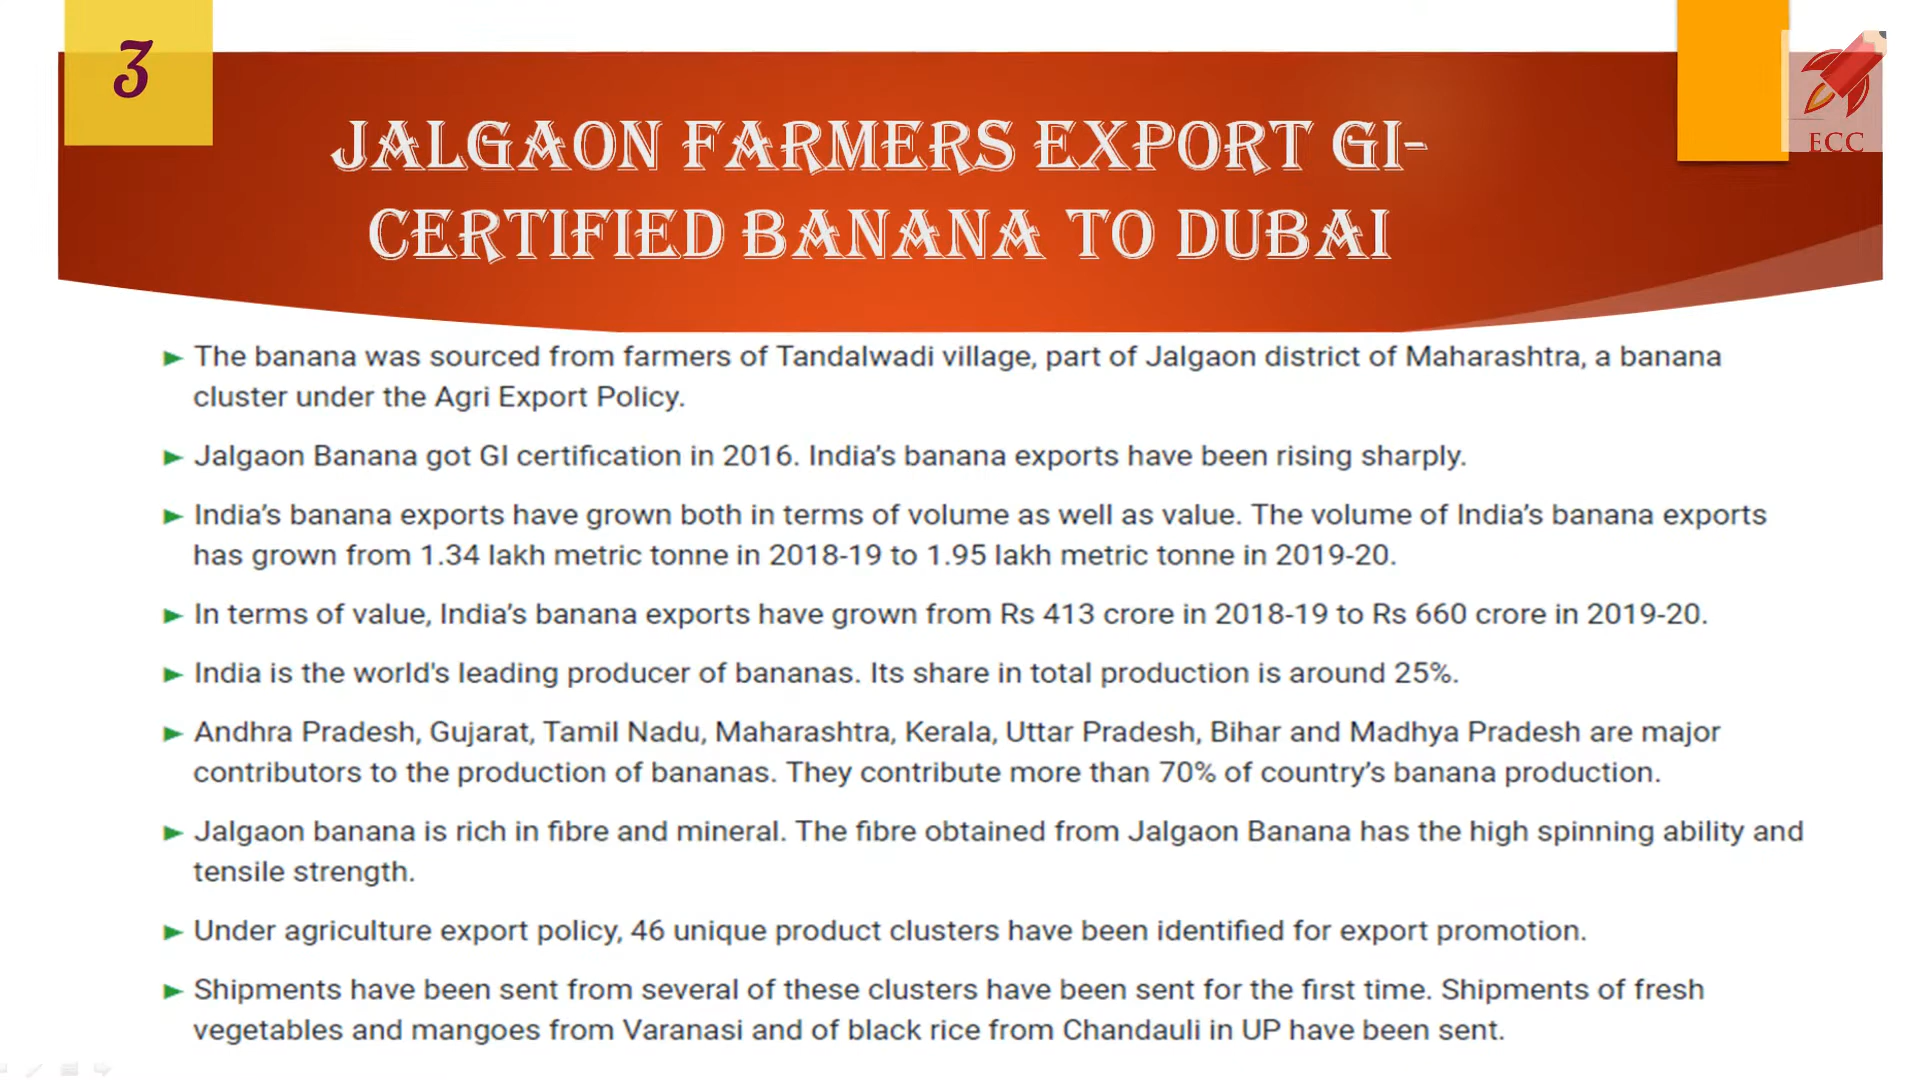 3
ECC
JALGAON FARMERS EXPORT GI-
CERTIFIED BANANA TO DUBAI
The banana was sourced from farmers of Tandalwadi village, part of Jalgaon district of Maharashtra, a banana
cluster under the Agri Export Policy.
Jalgaon Banana got GI certification in 2016. India's banana exports have been rising sharply.
India's banana exports have grown both in terms of volume as well as value. The volume of India's banana exports
has grown from 1.34 lakh metric tonne in 2018-19 to 1.95 lakh metric tonne in 2019-20.
In terms of value, India's banana exports have grown from Rs 413 crore in 2018-19 to Rs 660 crore in 2019-20.
India is the world's leading producer of bananas. Its share in total production is around 25%.
Andhra Pradesh, Gujarat, Tamil Nadu, Maharashtra, Kerala, Uttar Pradesh, Bihar and Madhya Pradesh are major
contributors to the production of bananas. They contribute more than 70% of country's banana production.
Jalgaon banana is rich in fibre and mineral. The fibre obtained from Jalgaon Banana has the high spinning ability and
tensile strength.
Under agriculture export policy, 46 unique product clusters have been identified for export promotion.
Shipments have been sent from several of these clusters have been sent for the first time. Shipments of fresh
vegetables and mangoes from Varanasi and of black rice from Chandauli in UP have been sent.